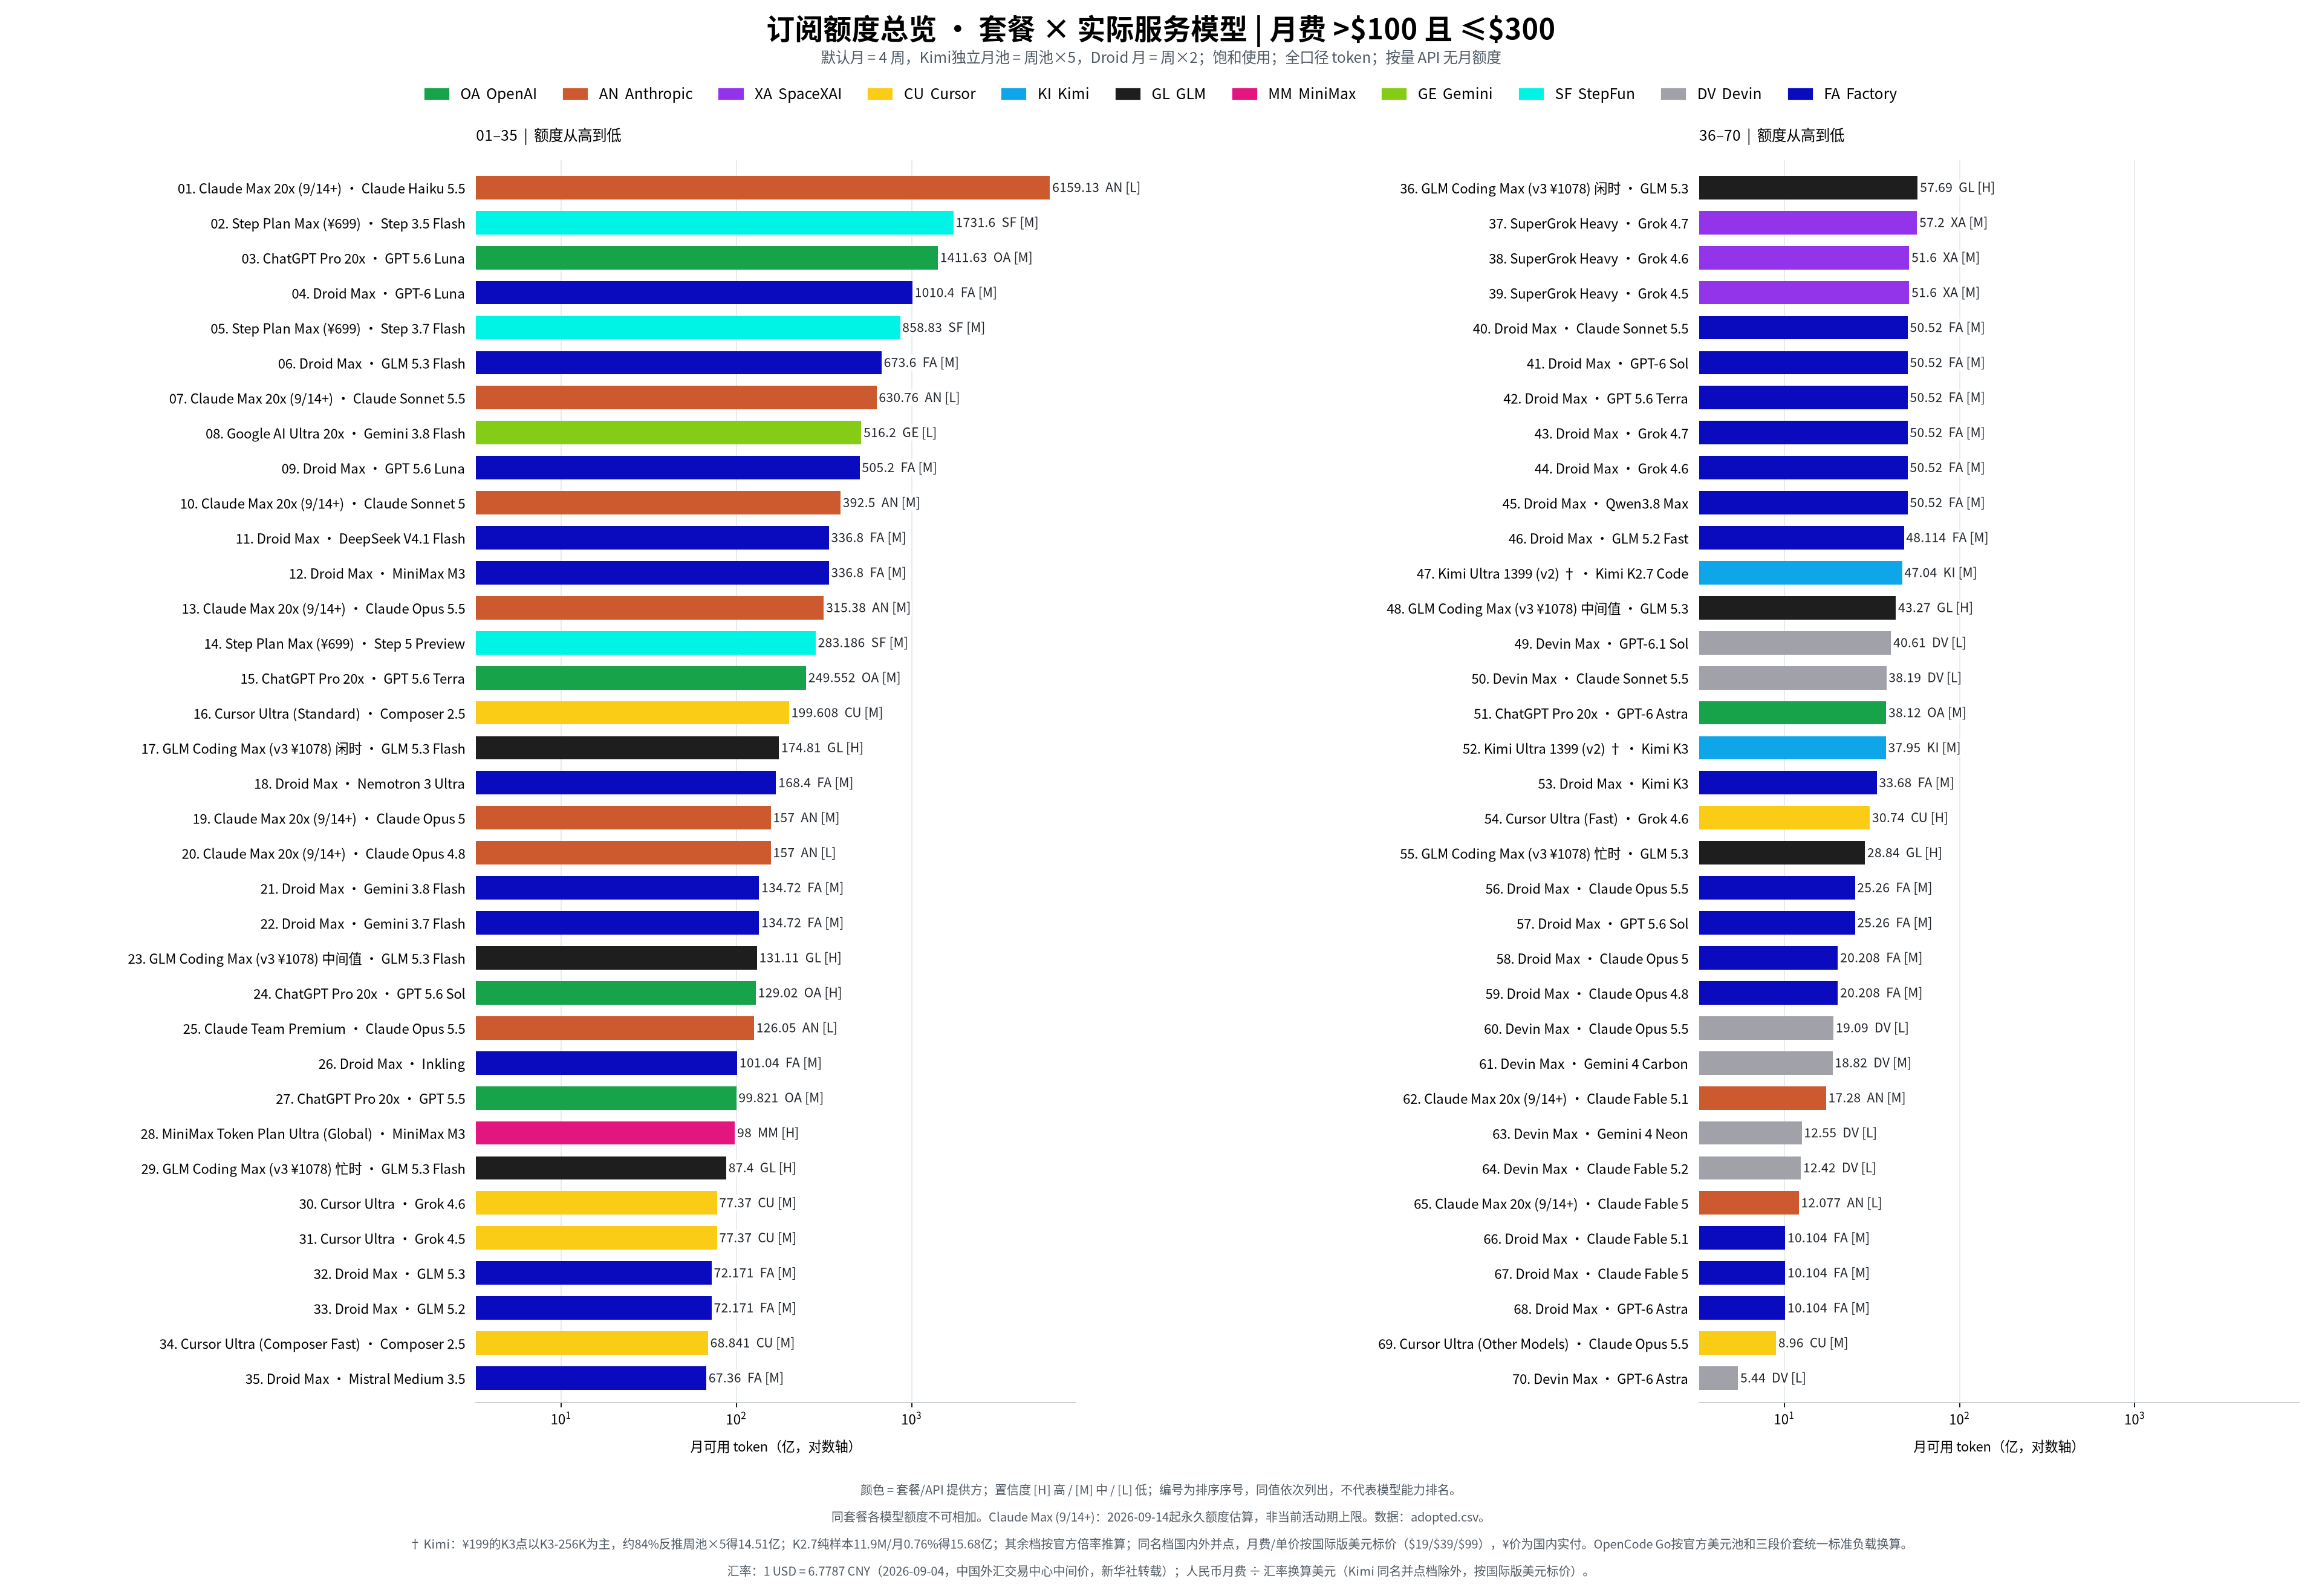 订阅额度总览 · 套餐 × 实际服务模型 | 月费 >$100 且 ≤$300
默认月 = 4 周，Kimi独立月池 = 周池×5，Droid 月 = 周×2；饱和使用；全口径 token；按量 API 无月额度
OA OpenAI AN Anthropic XA SpaceXAI CU Cursor KI Kimi GL GLM MM MiniMax GE Gemini SF StepFun DV Devin FA Factory
01–35 | 额度从高到低
01. Claude Max 20x (9/14+) · Claude Haiku 5.5 6159.13 AN [L]
02. Step Plan Max (¥699) · Step 3.5 Flash 1731.6 SF [M]
03. ChatGPT Pro 20x · GPT 5.6 Luna 1411.63 OA [M]
04. Droid Max · GPT-6 Luna 1010.4 FA [M]
05. Step Plan Max (¥699) · Step 3.7 Flash 858.83 SF [M]
06. Droid Max · GLM 5.3 Flash 673.6 FA [M]
07. Claude Max 20x (9/14+) · Claude Sonnet 5.5 630.76 AN [L]
08. Google AI Ultra 20x · Gemini 3.8 Flash 516.2 GE [L]
09. Droid Max · GPT 5.6 Luna 505.2 FA [M]
10. Claude Max 20x (9/14+) · Claude Sonnet 5 392.5 AN [M]
11. Droid Max · DeepSeek V4.1 Flash 336.8 FA [M]
12. Droid Max · MiniMax M3 336.8 FA [M]
13. Claude Max 20x (9/14+) · Claude Opus 5.5 315.38 AN [M]
14. Step Plan Max (¥699) · Step 5 Preview 283.186 SF [M]
15. ChatGPT Pro 20x · GPT 5.6 Terra 249.552 OA [M]
16. Cursor Ultra (Standard) · Composer 2.5 199.608 CU [M]
17. GLM Coding Max (v3 ¥1078) 闲时 · GLM 5.3 Flash 174.81 GL [H]
18. Droid Max · Nemotron 3 Ultra 168.4 FA [M]
19. Claude Max 20x (9/14+) · Claude Opus 5 157 AN [M]
20. Claude Max 20x (9/14+) · Claude Opus 4.8 157 AN [L]
21. Droid Max · Gemini 3.8 Flash 134.72 FA [M]
22. Droid Max · Gemini 3.7 Flash 134.72 FA [M]
23. GLM Coding Max (v3 ¥1078) 中间值 · GLM 5.3 Flash 131.11 GL [H]
24. ChatGPT Pro 20x · GPT 5.6 Sol 129.02 OA [H]
25. Claude Team Premium · Claude Opus 5.5 126.05 AN [L]
26. Droid Max · Inkling 101.04 FA [M]
27. ChatGPT Pro 20x · GPT 5.5 99.821 OA [M]
28. MiniMax Token Plan Ultra (Global) · MiniMax M3 98 MM [H]
29. GLM Coding Max (v3 ¥1078) 忙时 · GLM 5.3 Flash 87.4 GL [H]
30. Cursor Ultra · Grok 4.6 77.37 CU [M]
31. Cursor Ultra · Grok 4.5 77.37 CU [M]
32. Droid Max · GLM 5.3 72.171 FA [M]
33. Droid Max · GLM 5.2 72.171 FA [M]
34. Cursor Ultra (Composer Fast) · Composer 2.5 68.841 CU [M]
35. Droid Max · Mistral Medium 3.5 67.36 FA [M]
10¹ 10² 10³
月可用 token（亿，对数轴）
36–70 | 额度从高到低
36. GLM Coding Max (v3 ¥1078) 闲时 · GLM 5.3 57.69 GL [H]
37. SuperGrok Heavy · Grok 4.7 57.2 XA [M]
38. SuperGrok Heavy · Grok 4.6 51.6 XA [M]
39. SuperGrok Heavy · Grok 4.5 51.6 XA [M]
40. Droid Max · Claude Sonnet 5.5 50.52 FA [M]
41. Droid Max · GPT-6 Sol 50.52 FA [M]
42. Droid Max · GPT 5.6 Terra 50.52 FA [M]
43. Droid Max · Grok 4.7 50.52 FA [M]
44. Droid Max · Grok 4.6 50.52 FA [M]
45. Droid Max · Qwen3.8 Max 50.52 FA [M]
46. Droid Max · GLM 5.2 Fast 48.114 FA [M]
47. Kimi Ultra 1399 (v2) † · Kimi K2.7 Code 47.04 KI [M]
48. GLM Coding Max (v3 ¥1078) 中间值 · GLM 5.3 43.27 GL [H]
49. Devin Max · GPT-6.1 Sol 40.61 DV [L]
50. Devin Max · Claude Sonnet 5.5 38.19 DV [L]
51. ChatGPT Pro 20x · GPT-6 Astra 38.12 OA [M]
52. Kimi Ultra 1399 (v2) † · Kimi K3 37.95 KI [M]
53. Droid Max · Kimi K3 33.68 FA [M]
54. Cursor Ultra (Fast) · Grok 4.6 30.74 CU [H]
55. GLM Coding Max (v3 ¥1078) 忙时 · GLM 5.3 28.84 GL [H]
56. Droid Max · Claude Opus 5.5 25.26 FA [M]
57. Droid Max · GPT 5.6 Sol 25.26 FA [M]
58. Droid Max · Claude Opus 5 20.208 FA [M]
59. Droid Max · Claude Opus 4.8 20.208 FA [M]
60. Devin Max · Claude Opus 5.5 19.09 DV [L]
61. Devin Max · Gemini 4 Carbon 18.82 DV [M]
62. Claude Max 20x (9/14+) · Claude Fable 5.1 17.28 AN [M]
63. Devin Max · Gemini 4 Neon 12.55 DV [L]
64. Devin Max · Claude Fable 5.2 12.42 DV [L]
65. Claude Max 20x (9/14+) · Claude Fable 5 12.077 AN [L]
66. Droid Max · Claude Fable 5.1 10.104 FA [M]
67. Droid Max · Claude Fable 5 10.104 FA [M]
68. Droid Max · GPT-6 Astra 10.104 FA [M]
69. Cursor Ultra (Other Models) · Claude Opus 5.5 8.96 CU [M]
70. Devin Max · GPT-6 Astra 5.44 DV [L]
10¹ 10² 10³
月可用 token（亿，对数轴）
颜色 = 套餐/API 提供方；置信度 [H] 高 / [M] 中 / [L] 低；编号为排序序号，同值依次列出，不代表模型能力排名。
同套餐各模型额度不可相加。Claude Max (9/14+)：2026-09-14起永久额度估算，非当前活动期上限。数据：adopted.csv。
† Kimi：¥199的K3点以K3-256K为主，约84%反推周池×5得14.51亿；K2.7纯样本11.9M/月0.76%得15.68亿；其余档按官方倍率推算；同名档国内外并点，月费/单价按国际版美元标价（$19/$39/$99），¥价为国内实付。OpenCode Go按官方美元池和三段价套统一标准负载换算。
汇率：1 USD = 6.7787 CNY（2026-09-04，中国外汇交易中心中间价，新华社转载）；人民币月费 ÷ 汇率换算美元（Kimi 同名并点档除外，按国际版美元标价）。